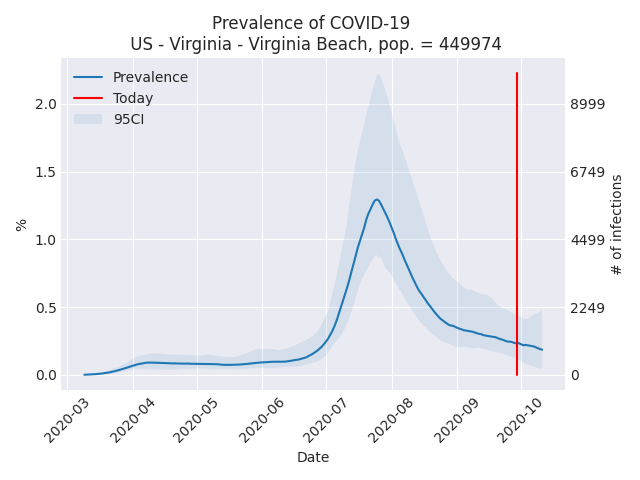 Prevalence of COVID-19
US - Virginia - Virginia Beach, pop. = 449974
Prevalence
Today
95CI
2.0
1.5
1.0
0.5
0.0
%
8999
6749
4499
2249
0
# of infections
2020-03
2020-04
2020-05
2020-06
2020-07
2020-08
2020-09
2020-10
Date